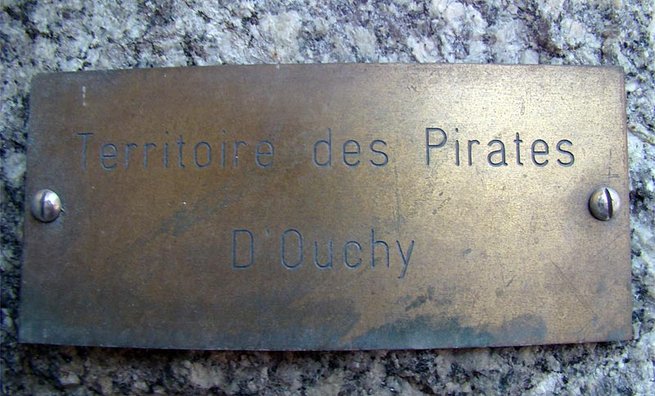 Territoire des Pirates
D'Ouchy